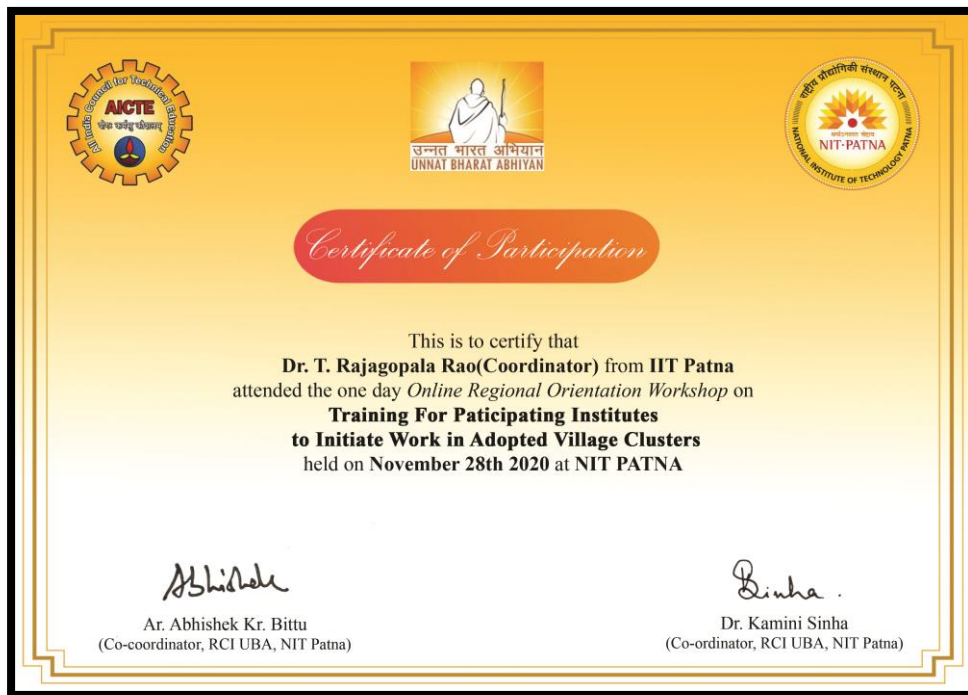 All India Council for Technical Education
AICTE
उन्नत भारत अभियान
UNNAT BHARAT ABHIYAN
राष्ट्रीय प्रौद्योगिकी संस्थान पटना
NIT-PATNA
NATIONAL INSTITUTE OF TECHNOLOGY PATNA
Certificate of Participation
This is to certify that
Dr. T. Rajagopala Rao(Coordinator) from IIT Patna
attended the one day Online Regional Orientation Workshop on
Training For Paticipating Institutes
to Initiate Work in Adopted Village Clusters
held on November 28th 2020 at NIT PATNA
Abhishek
Sinha.
Ar. Abhishek Kr. Bittu
(Co-coordinator, RCI UBA, NIT Patna)
Dr. Kamini Sinha
(Co-ordinator, RCI UBA, NIT Patna)